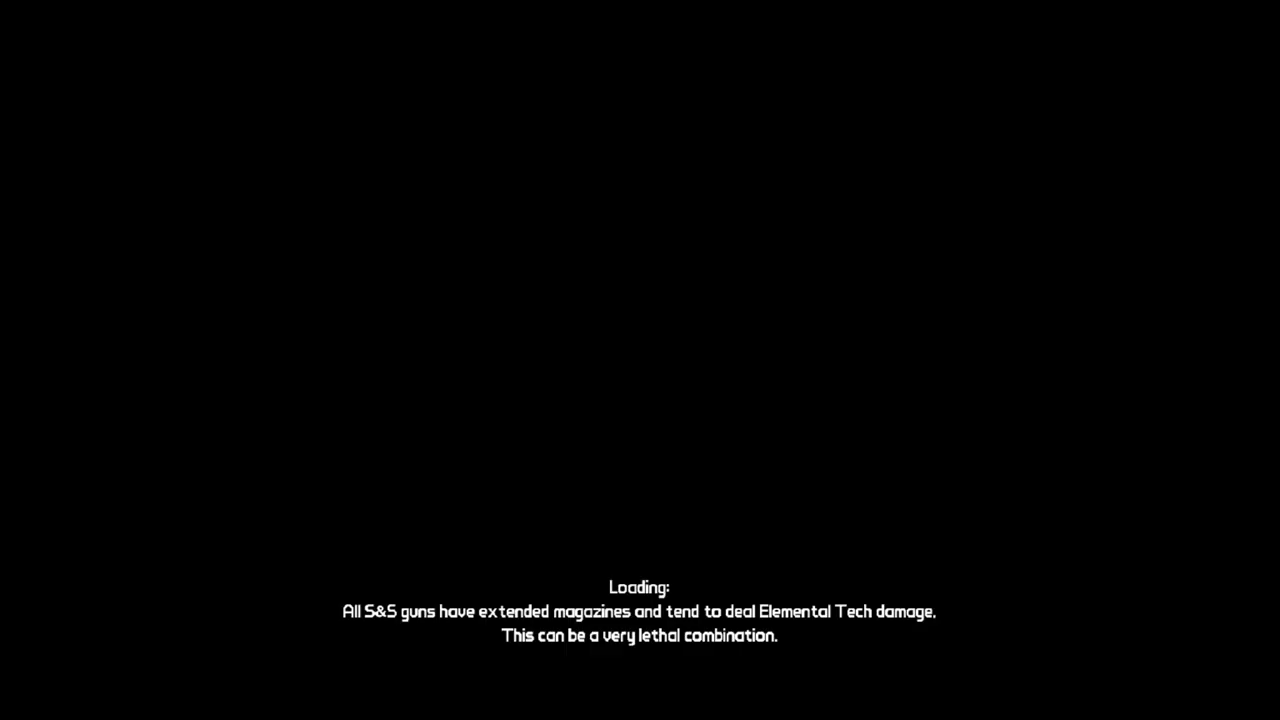 Loading:
All S&S guns have extended magazines and tend to deal Elemental Tech damage.
This can be a very lethal combination.